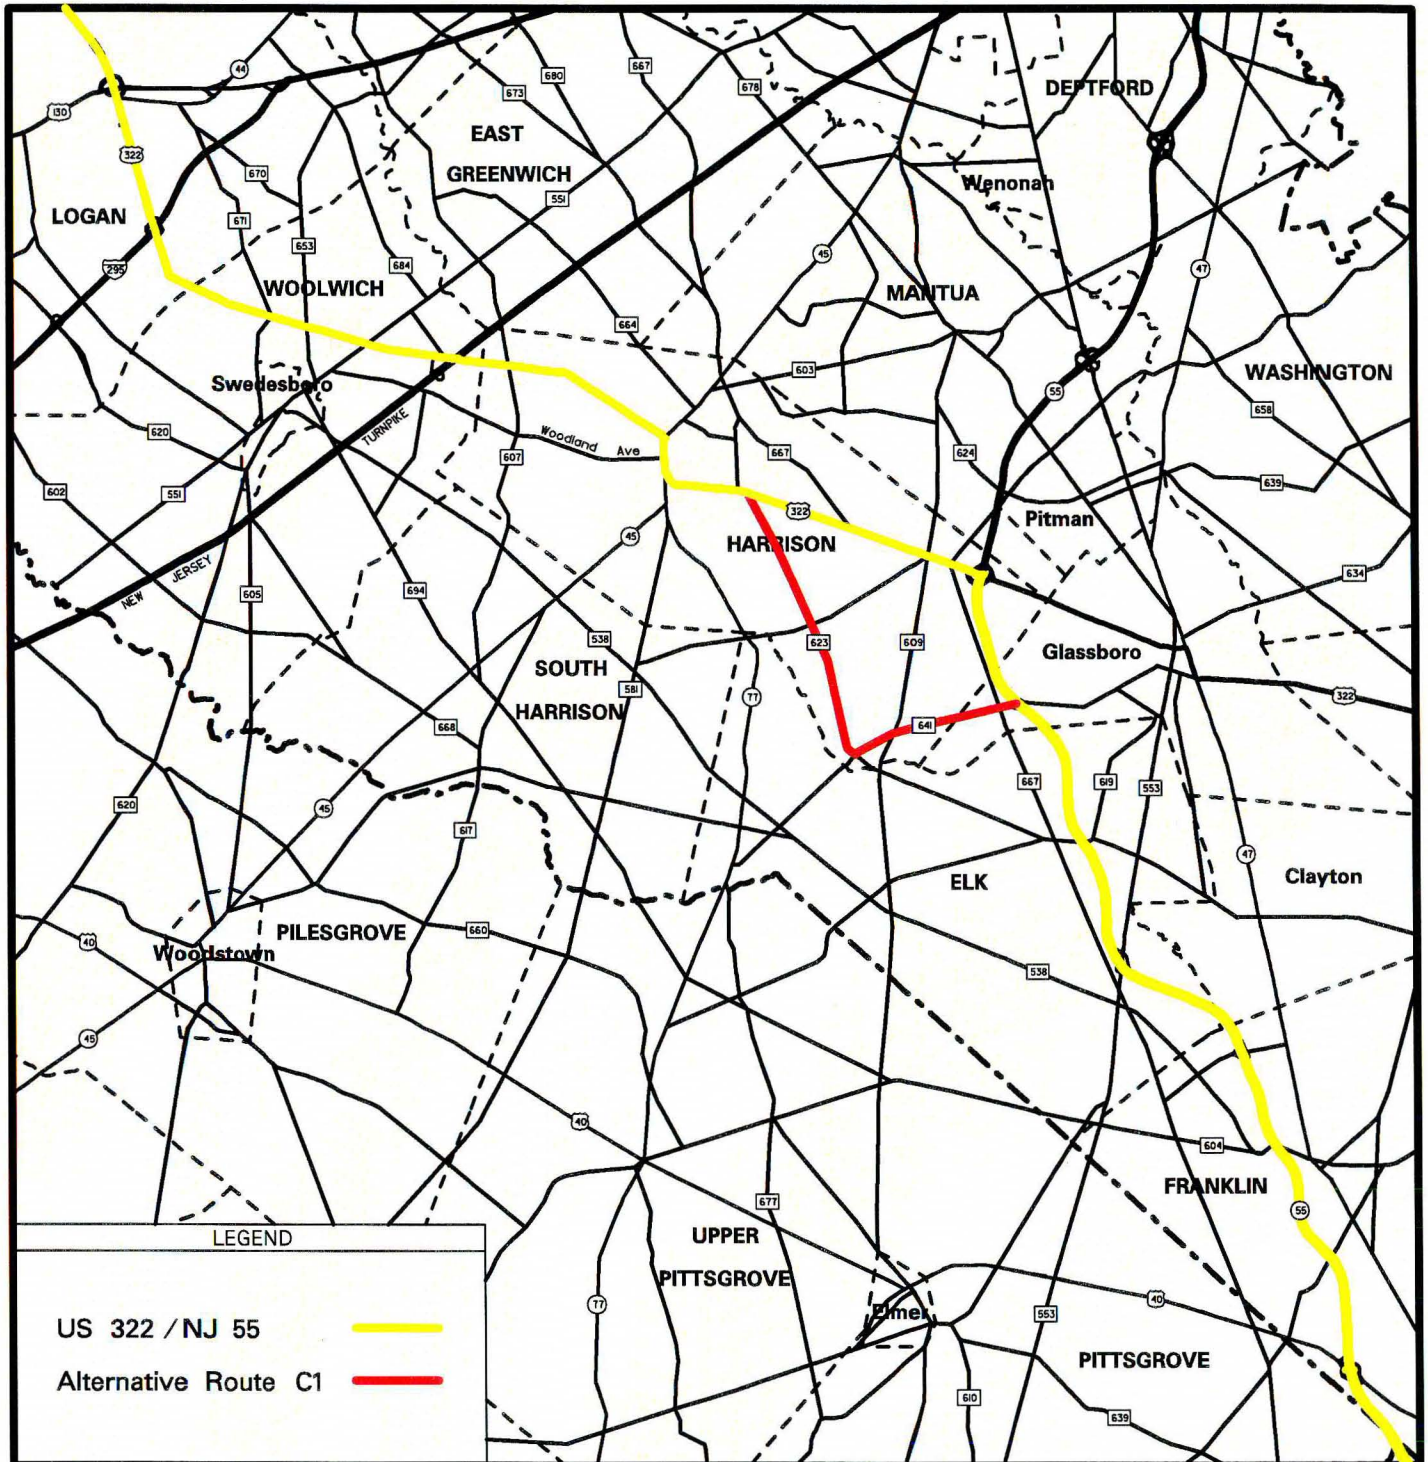 44
667
680
673
678
DEPTFORD
130
EAST
322
GREENWICH
670
Wenonah
551
LOGAN
671
653
45
684
47
295
WOOLWICH
MANTUA
664
603
WASHINGTON
Swedesboro
55
658
TURNPIKE
620
Woodland Ave
607
667
624
639
602
551
322
Pitman
45
HARRISON
JERSEY
634
NEW
605
694
538
623
609
Glassboro
SOUTH
581
77
322
HARRISON
668
641
667
619
553
620
45
617
47
ELK
Clayton
PILESGROVE
660
40
Woodstown
538
45
40
604
FRANKLIN
677
55
LEGEND
UPPER
PITTSGROVE
77
40
Elmer
553
US 322 / NJ 55
PITTSGROVE
Alternative Route C1
610
639